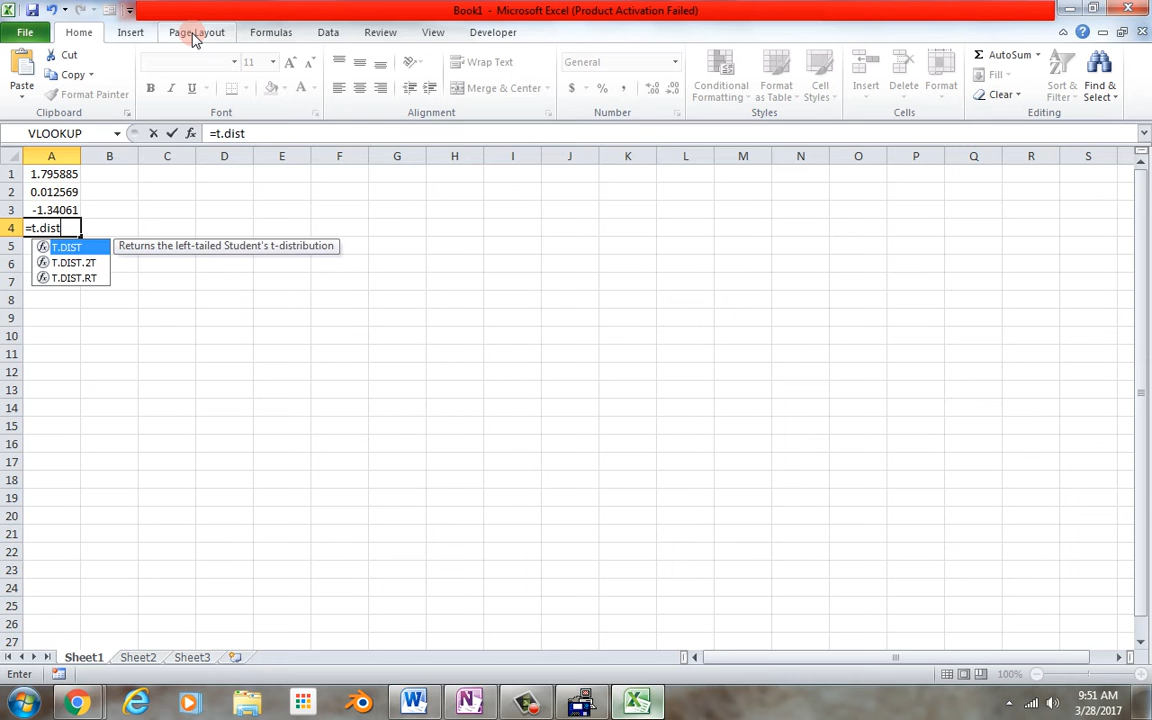 Book1 - Microsoft Excel (Product Activation Failed)
File Home Insert Page Layout Formulas Data Review View Developer
Paste
Cut
Copy
Format Painter
Clipboard
11
B I U
A
Font
Wrap Text
Merge & Center
Alignment
General
$ % ,
Number
Conditional Formatting
Format as Table
Cell Styles
Styles
Insert Delete Format
Cells
AutoSum
Fill
Clear
Sort & Filter
Find & Select
Editing
VLOOKUP fx =t.dist
A B C D E F G H I J K L M N O P Q R S
1 1.795885
2 0.012569
3 -1.34061
4 =t.dist
5 T.DIST Returns the left-tailed Student's t-distribution
6 T.DIST.2T
7 T.DIST.RT
8
9
10
11
12
13
14
15
16
17
18
19
20
21
22
23
24
25
26
27
Sheet1 Sheet2 Sheet3
Enter 100%
9:51 AM
3/28/2017